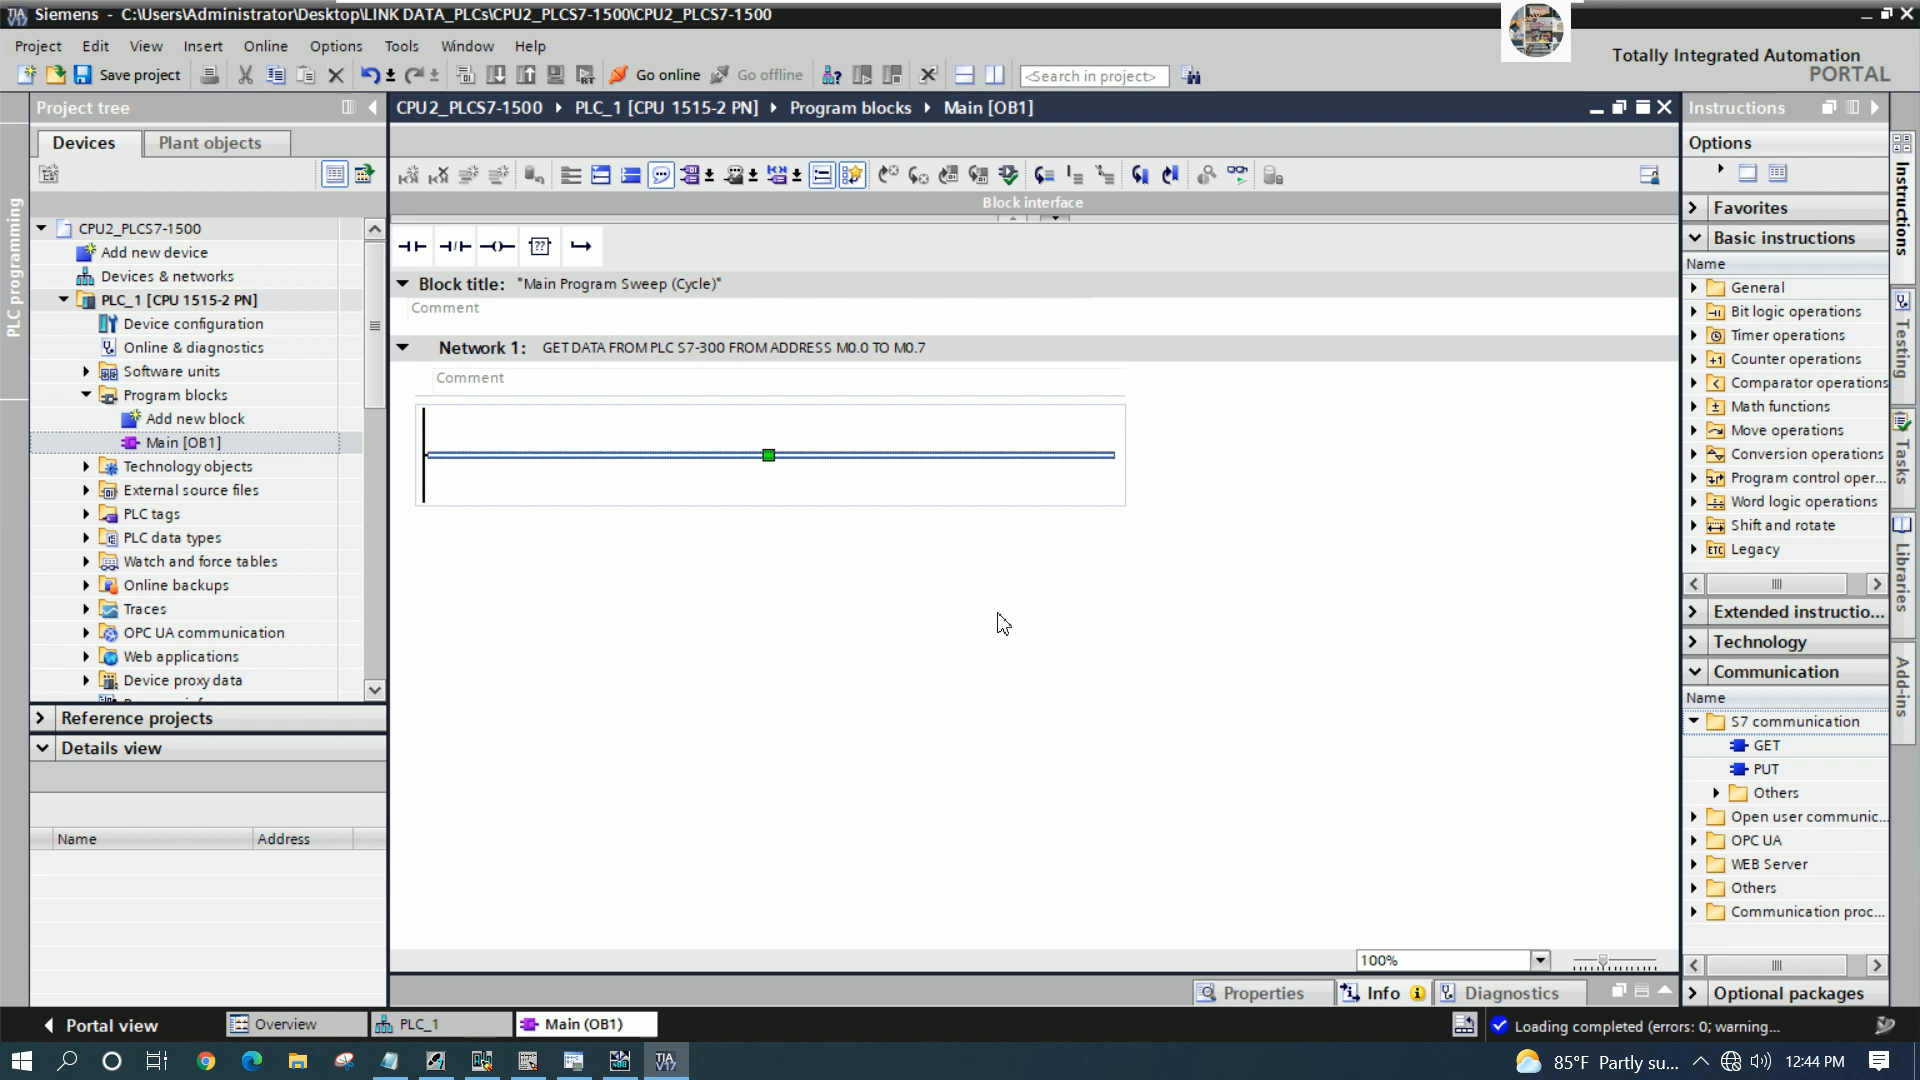 Siemens - C:\Users\Administrator\Desktop\LINK DATA_PLCs\CPU2_PLCS7-1500\CPU2_PLCS7-1500
Project Edit View Insert Online Options Tools Window Help
Totally Integrated Automation
PORTAL
Save project
Go online
Go offline
<Search in project>
Project tree
CPU2_PLCS7-1500 PLC_1 [CPU 1515-2 PN] Program blocks Main [OB1]
Instructions
Devices
Plant objects
Options
Block interface
PLC programming
CPU2_PLCS7-1500
Add new device
Devices & networks
PLC_1 [CPU 1515-2 PN]
Device configuration
Online & diagnostics
Software units
Program blocks
Add new block
Main [OB1]
Technology objects
External source files
PLC tags
PLC data types
Watch and force tables
Online backups
Traces
OPC UA communication
Web applications
Device proxy data
Reference projects
Details view
Name Address
??
Block title: "Main Program Sweep (Cycle)"
Comment
Network 1: GET DATA FROM PLC S7-300 FROM ADDRESS M0.0 TO M0.7
Comment
100%
Properties
Info
Diagnostics
Favorites
Basic instructions
Name
General
Bit logic operations
Timer operations
Counter operations
Comparator operations
Math functions
Move operations
Conversion operations
Program control oper...
Word logic operations
Shift and rotate
Legacy
Extended instructio...
Technology
Communication
Name
S7 communication
GET
PUT
Others
Open user communic...
OPC UA
WEB Server
Others
Communication proc...
Optional packages
Instructions
Testing
Tasks
Libraries
Add-ins
Portal view
Overview
PLC_1
Main (OB1)
Loading completed (errors: 0; warning...
85°F Partly su...
12:44 PM